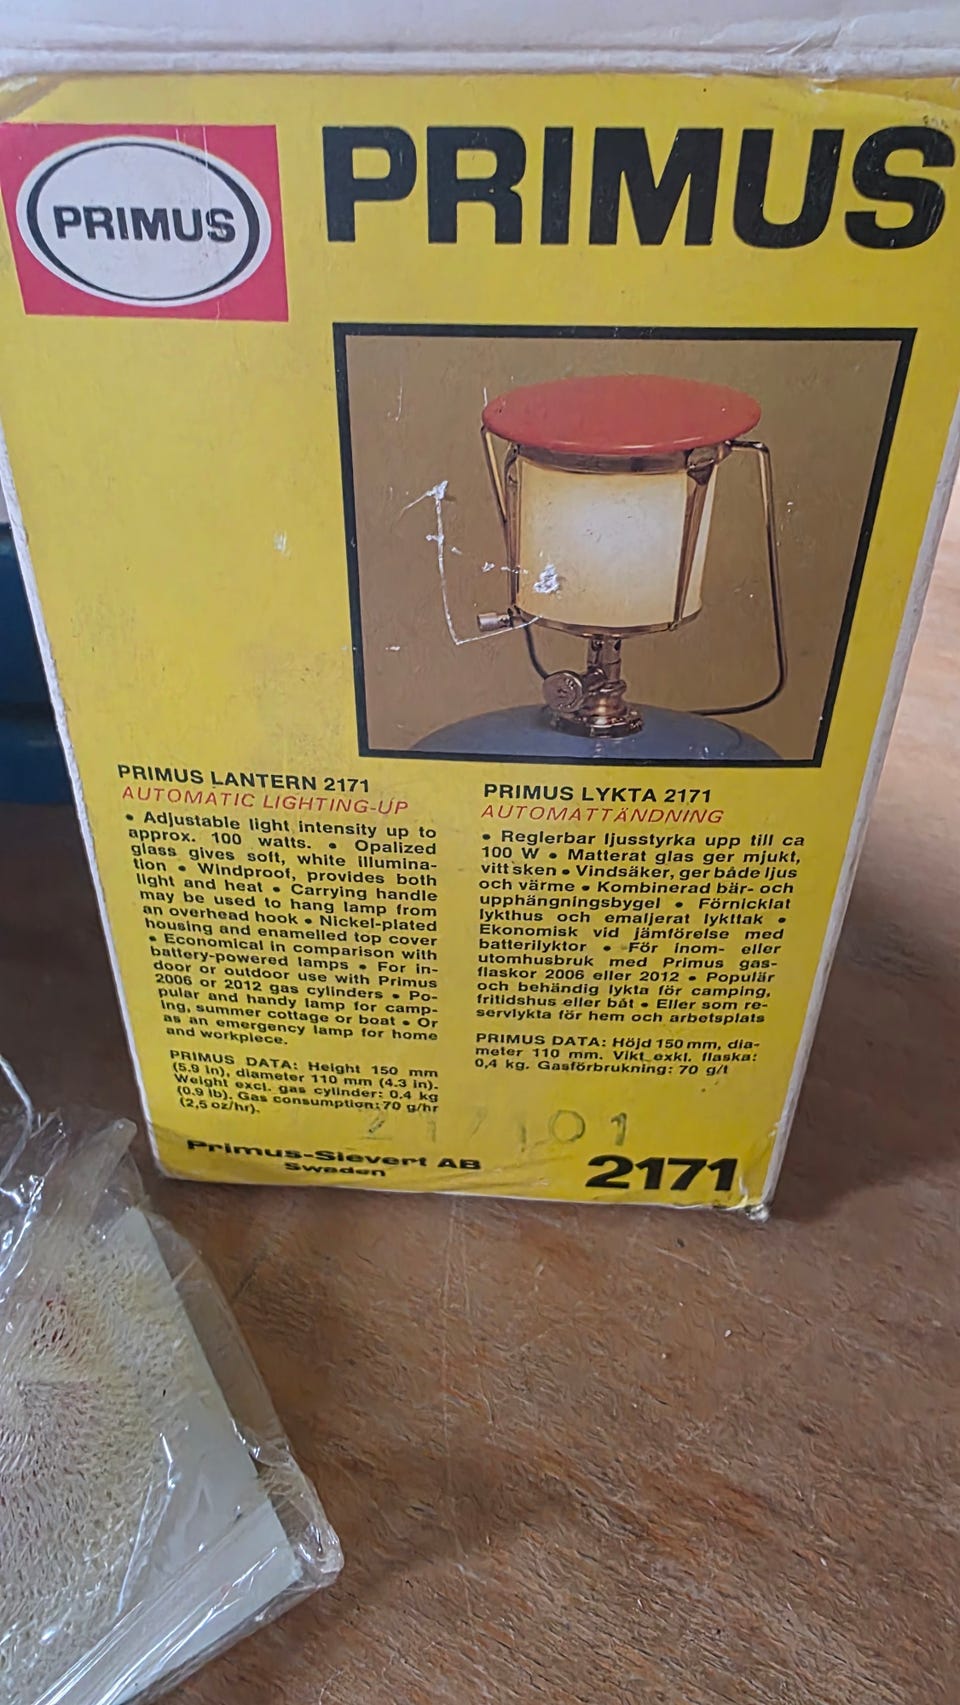 PRIMUS
PRIMUS
PRIMUS LANTERN 2171
AUTOMATIC LIGHTING-UP
• Adjustable light intensity up to
approx. 100 watts. • Opalized
glass gives soft, white illumina-
tion • Windproof, provides both
light and heat • Carrying handle
may be used to hang lamp from
an overhead hook • Nickel-plated
housing and enamelled top cover
• Economical in comparison with
battery-powered lamps • For in-
door or outdoor use with Primus
2006 or 2012 gas cylinders • Po-
pular and handy lamp for camp-
ing, summer cottage or boat • Or
as an emergency lamp for home
and workpiece.
PRIMUS DATA: Height 150 mm
(5.9 in), diameter 110 mm (4.3 in).
Weight excl. gas cylinder: 0,4 kg
(0.9 lb). Gas consumption: 70 g/hr
(2,5 oz/hr).
PRIMUS LYKTA 2171
AUTOMATTÄNDNING
• Reglerbar ljusstyrka upp till ca
100 W • Matterat glas ger mjukt,
vitt sken • Vindsäker, ger både ljus
och värme • Kombinerad bär- och
upphängningsbygel • Förnicklat
lykthus och emaljerat lykttak •
Ekonomisk vid jämförelse med
batterilyktor • För inom- eller
utomhusbruk med Primus gas-
flaskor 2006 eller 2012 • Populär
och behändig lykta för camping,
fritidshus eller båt • Eller som re-
servlykta för hem och arbetsplats
PRIMUS DATA: Höjd 150 mm, dia-
meter 110 mm. Vikt exkl. flaska:
0,4 kg. Gasförbrukning: 70 g/t
217101
Primus-Sievert AB
Sweden
2171